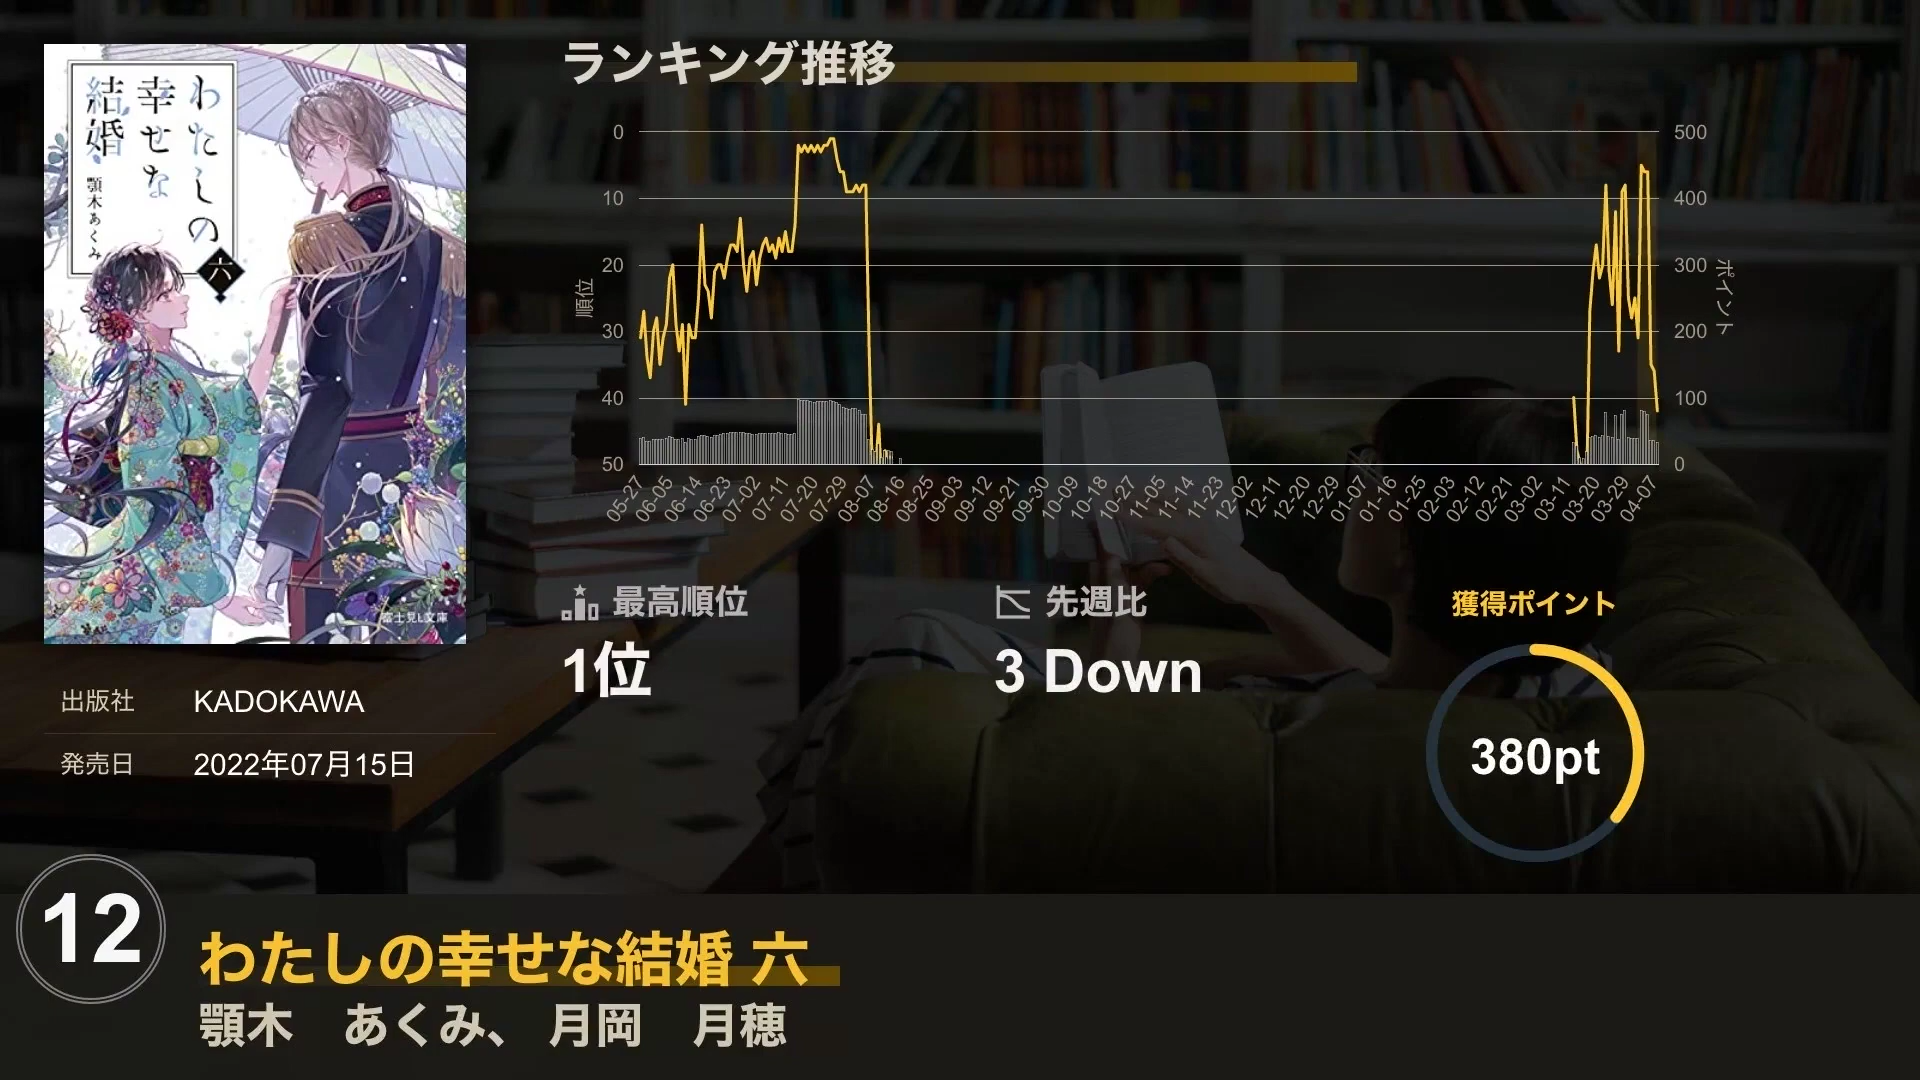 わたしの
幸せな
結婚
顎木あくみ
六
富士見L文庫
出版社 KADOKAWA
発売日 2022年07月15日
ランキング推移
順位
0
10
20
30
40
50
500
400
300
200
100
0
ポイント
05-27 06-05 06-14 06-23 07-02 07-11 07-20 07-29 08-07 08-16 08-25 09-03 09-12 09-21 09-30 10-09 10-18 10-27 11-05 11-14 11-23 12-02 12-11 12-20 12-29 01-07 01-16 01-25 02-03 02-12 02-21 03-02 03-11 03-20 03-29 04-07
最高順位
1位
先週比
3 Down
獲得ポイント
380pt
12
わたしの幸せな結婚 六
顎木 あくみ、 月岡 月穂